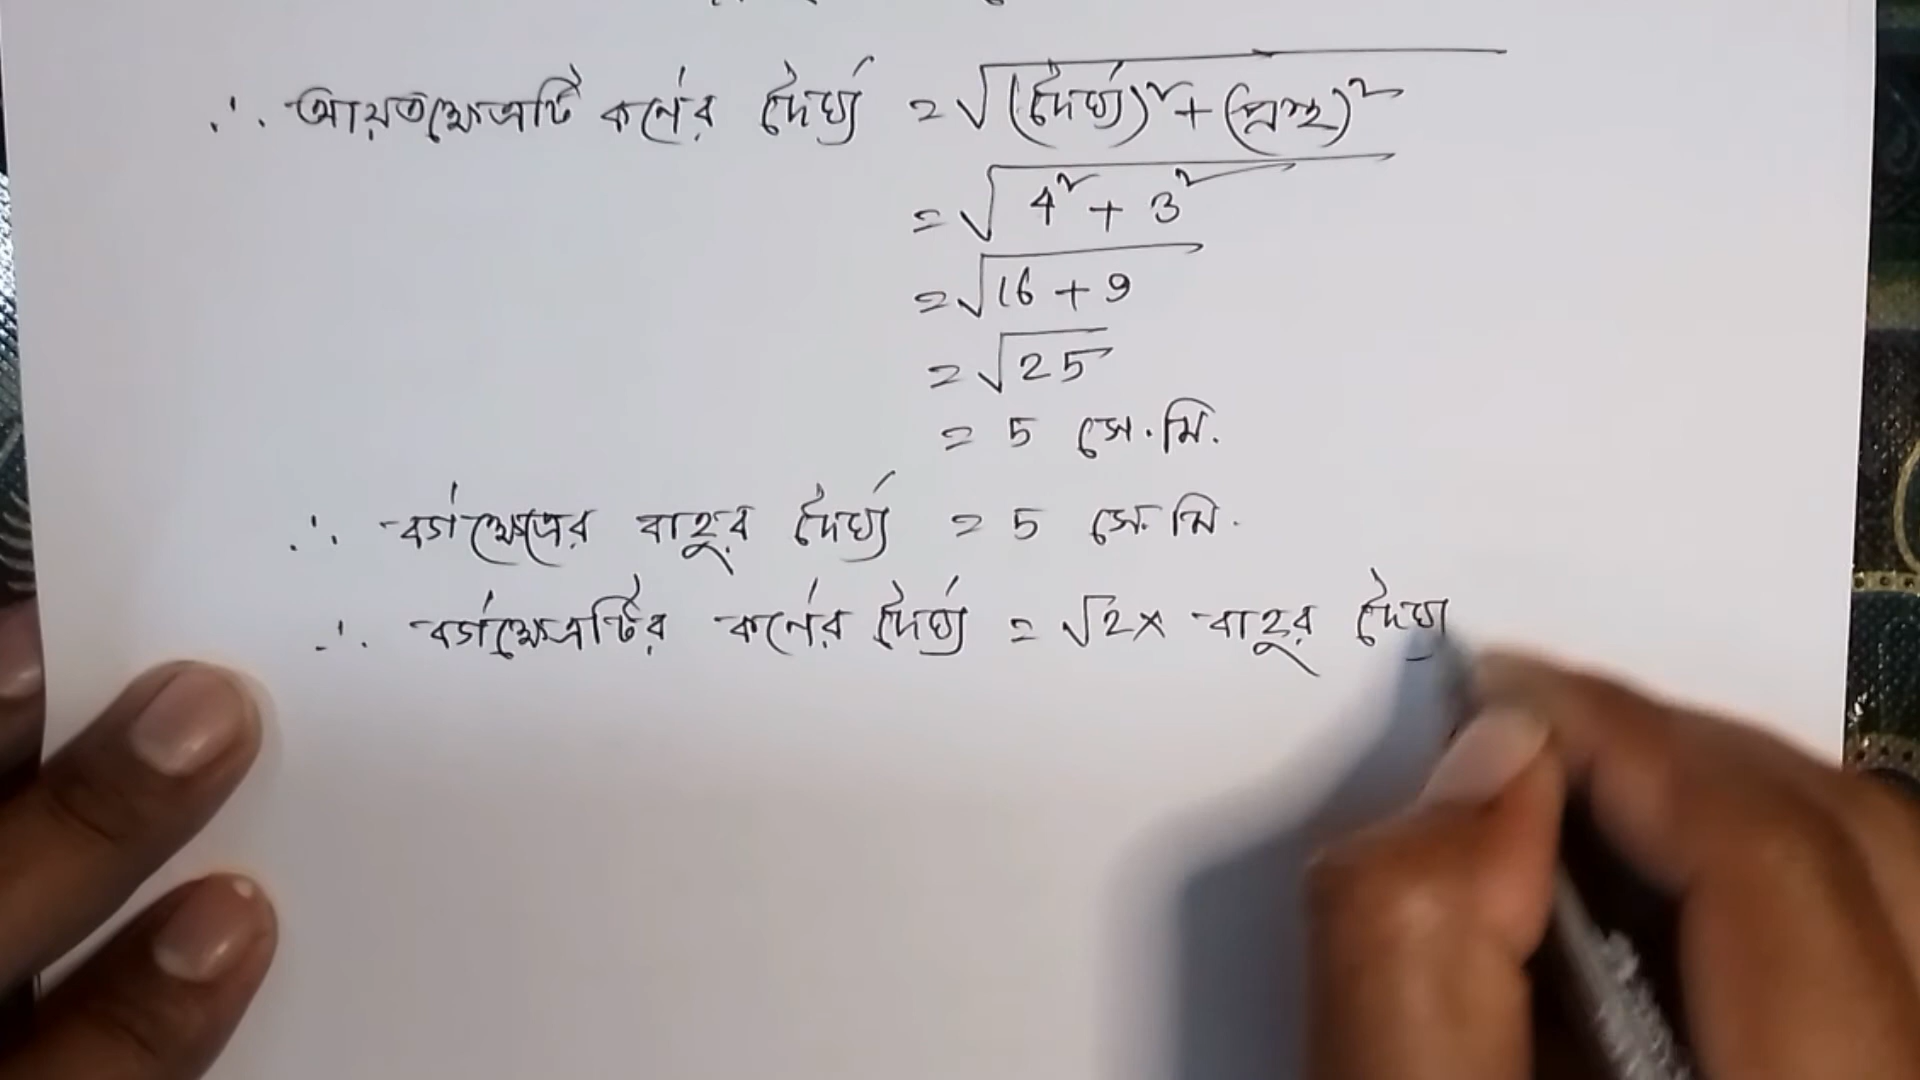 ∴ আয়তক্ষেত্রটি কর্ণের দৈর্ঘ্য = √(দৈর্ঘ্য)² + (প্রস্থ)²
= √4² + 3²
= √16 + 9
= √25
= 5 সে.মি.
∴ বর্গক্ষেত্রের বাহুর দৈর্ঘ্য = 5 সে.মি.
∴ বর্গক্ষেত্রটির কর্ণের দৈর্ঘ্য = √2 × বাহুর দৈর্ঘ্য